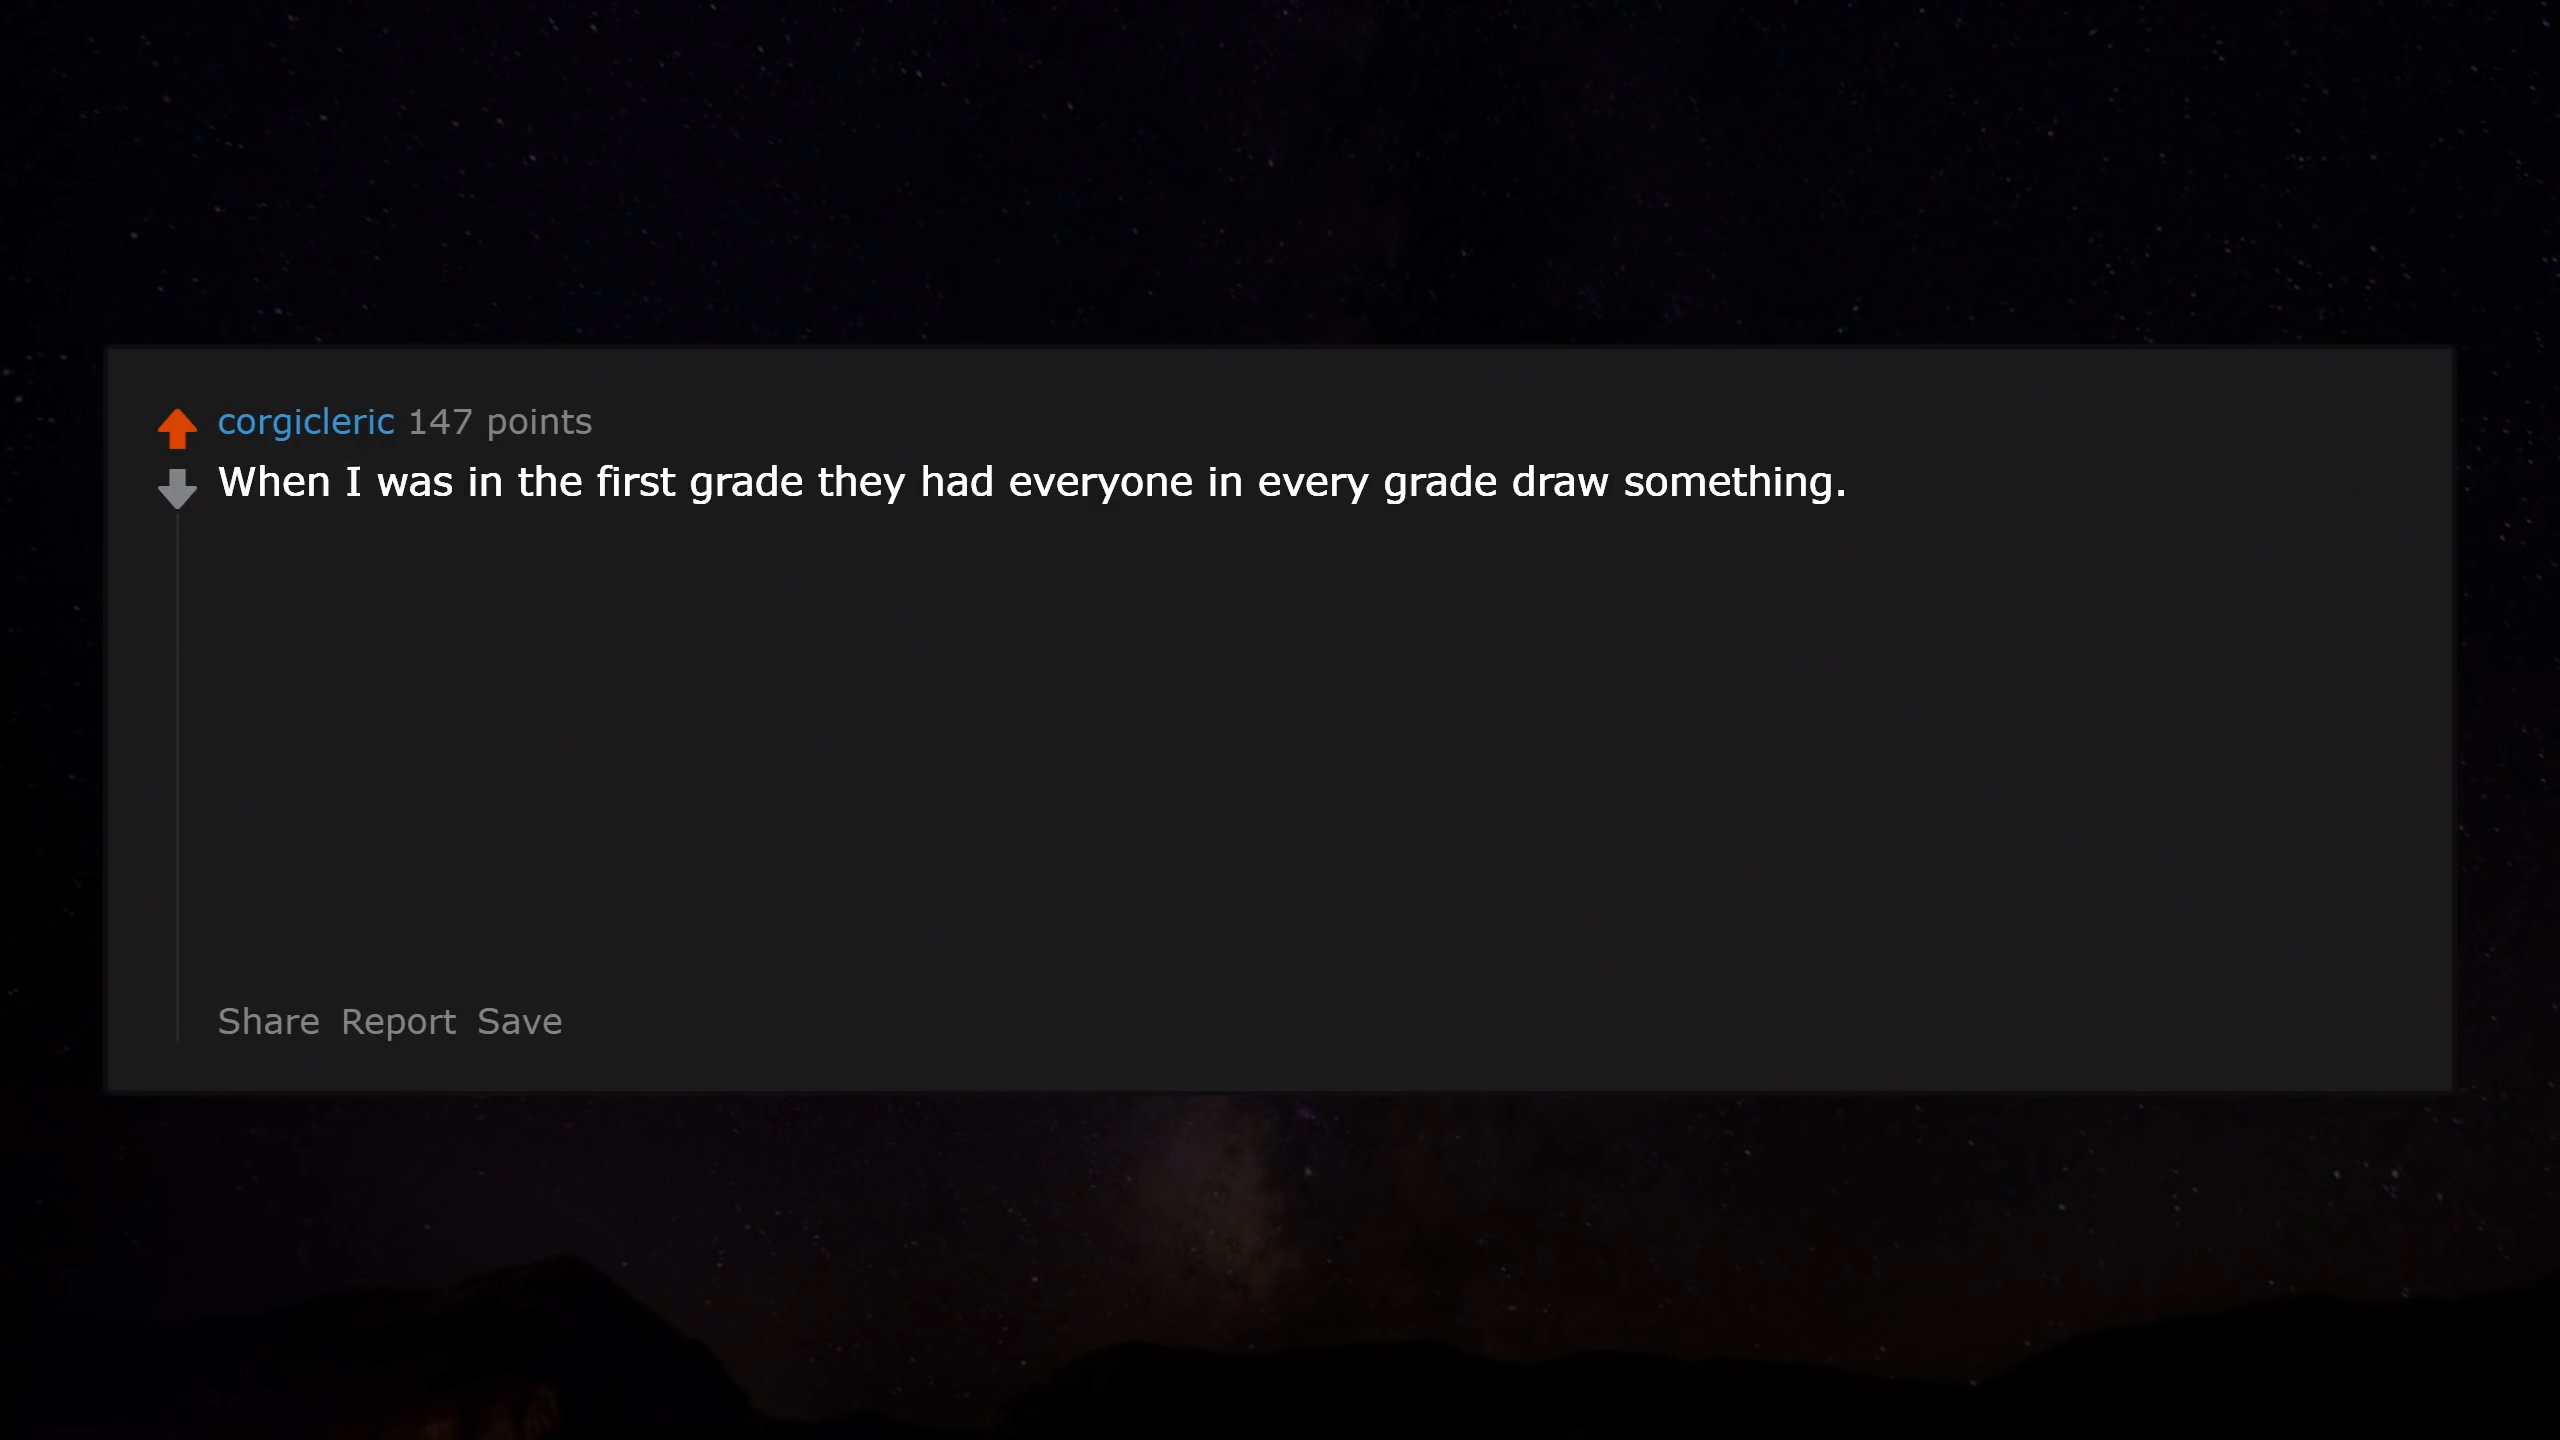 corgicleric 147 points
When I was in the first grade they had everyone in every grade draw something.
Share Report Save